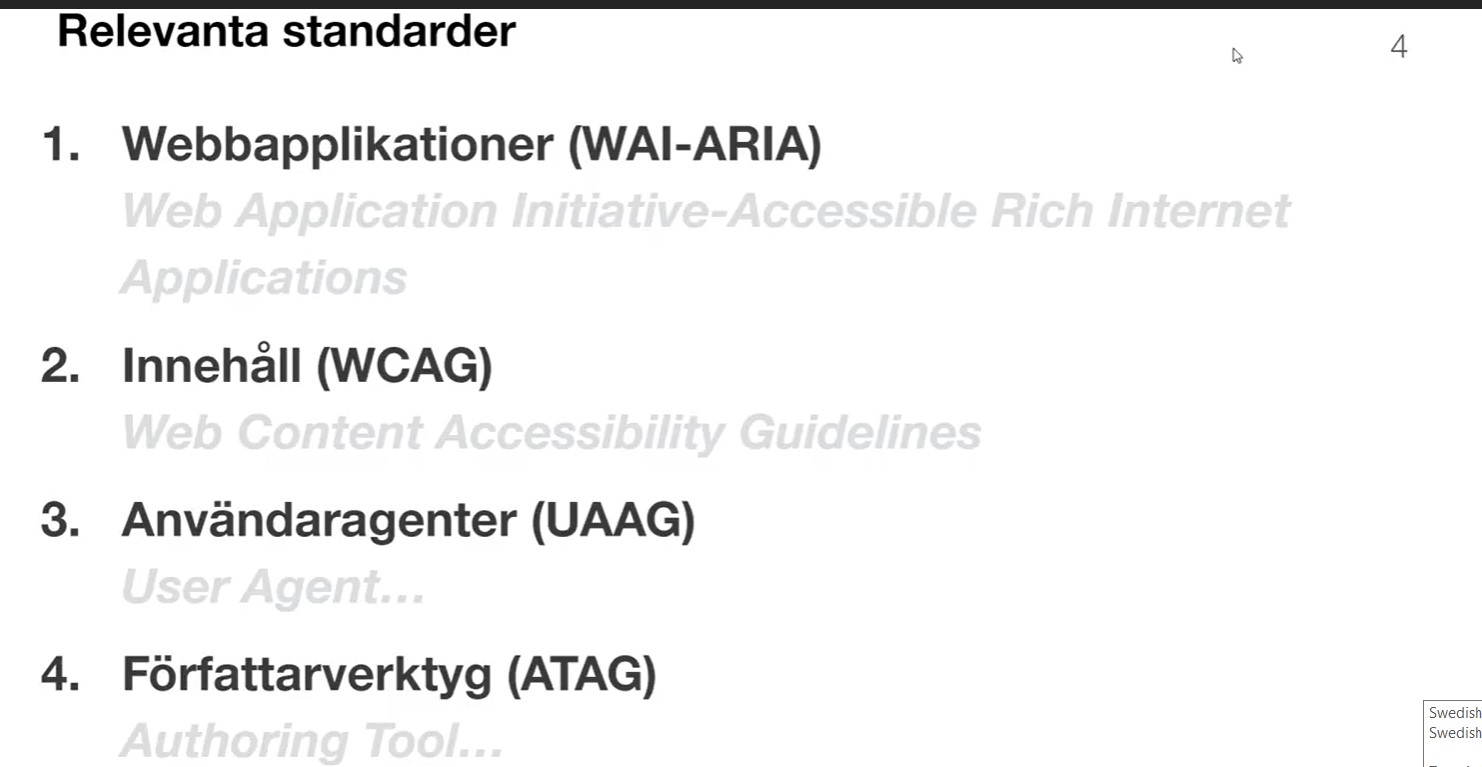 Relevanta standarder
4
1. Webbapplikationer (WAI-ARIA)
Web Application Initiative-Accessible Rich Internet
Applications
2. Innehåll (WCAG)
Web Content Accessibility Guidelines
3. Användaragenter (UAAG)
User Agent...
4. Författarverktyg (ATAG)
Authoring Tool...
Swedish
Swedish